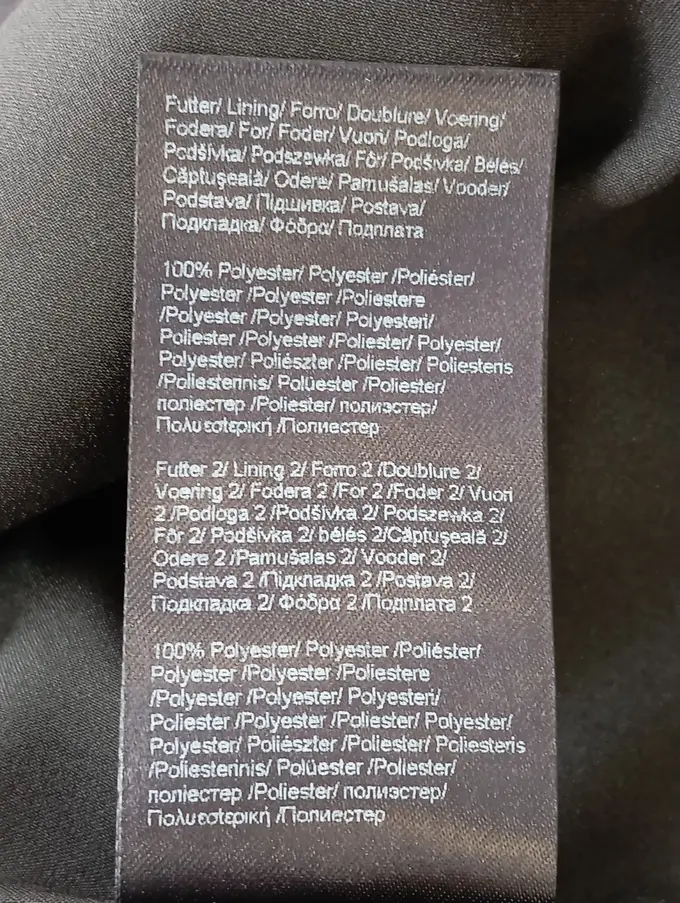 Futter/ Lining/ Forro/ Doublure/ Voering/
Fodera/ For/ Foder/ Vuori/ Podloga/
Podšívka/ Podszewka/ Fôr/ Podšivka/ Bélés/
Căptușeală/ Odere/ Pamušalas/ Vooder/
Podstava/ Підшивка/ Postava/
Подкладка/ Φόδρα/ Подплата
100% Polyester/ Polyester /Poliéster/
Polyester /Polyester /Poliestere
/Polyester /Polyester/ Polyesteri/
Poliester /Polyester /Poliester/ Polyester/
Polyester/ Poliészter /Poliester/ Poliesteris
/Poliesterinis/ Polüester /Poliester/
поліестер /Poliester/ полиэстер/
Πολυεστερική /Полиестер
Futter 2/ Lining 2/ Forro 2 /Doublure 2/
Voering 2/ Fodera 2 /For 2 /Foder 2/ Vuori
2 /Podloga 2 /Podšívka 2/ Podszewka 2/
Fôr 2/ Podšivka 2/ bélés 2/Căptușeală 2/
Odere 2 /Pamušalas 2/ Vooder 2/
Podstava 2 /Підкладка 2 /Postava 2/
Подкладка 2/ Φόδρα 2 /Подплата 2
100% Polyester/ Polyester /Poliéster/
Polyester /Polyester /Poliestere
/Polyester /Polyester/ Polyesteri/
Poliester /Polyester /Poliester/ Polyester/
Polyester/ Poliészter /Poliester/ Poliesteris
/Poliesterinis/ Polüester /Poliester/
поліестер /Poliester/ полиэстер/
Πολυεστερική /Полиестер